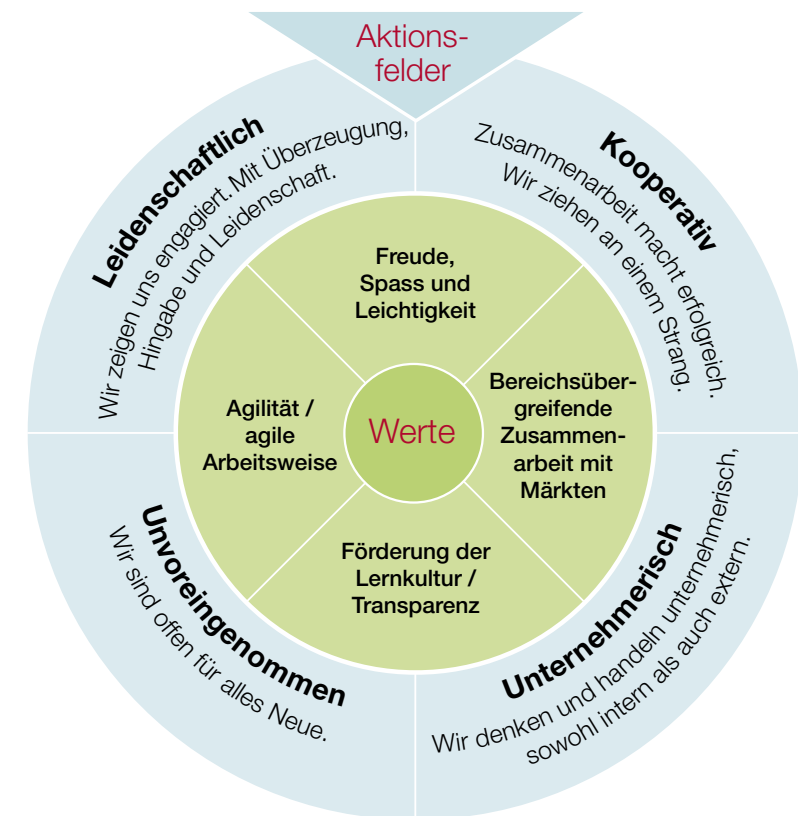 Aktions-
felder
Leidenschaftlich
Wir zeigen uns engagiert. Mit Überzeugung,
Hingabe und Leidenschaft.
Kooperativ
Zusammenarbeit macht erfolgreich.
Wir ziehen an einem Strang.
Freude,
Spass und
Leichtigkeit
Agilität /
agile
Arbeitsweise
Werte
Bereichsüber-
greifende
Zusammen-
arbeit mit
Märkten
Förderung der
Lernkultur /
Transparenz
Unvoreingenommen
Wir sind offen für alles Neue.
Unternehmerisch
Wir denken und handeln unternehmerisch,
sowohl intern als auch extern.